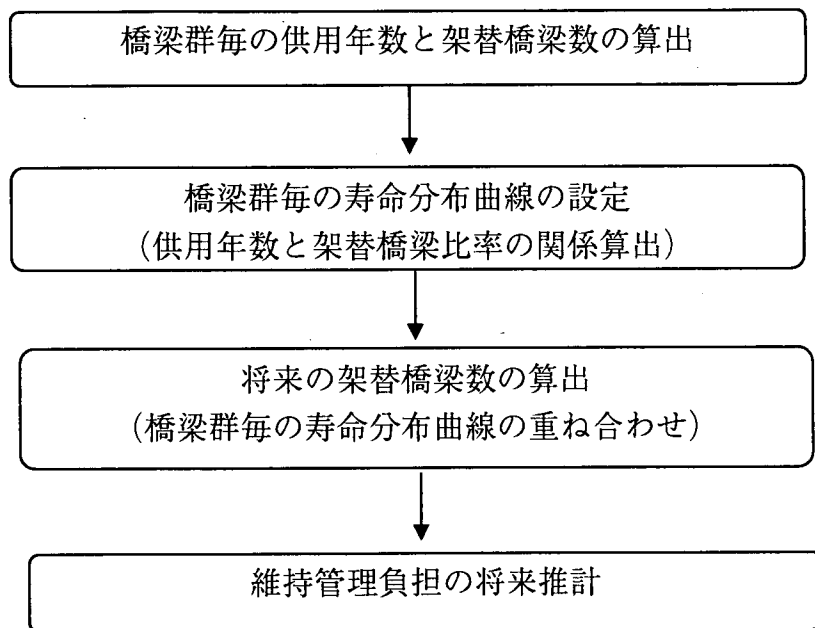 橋梁群毎の供用年数と架替橋梁数の算出
橋梁群毎の寿命分布曲線の設定
(供用年数と架替橋梁比率の関係算出)
将来の架替橋梁数の算出
(橋梁群毎の寿命分布曲線の重ね合わせ)
維持管理負担の将来推計